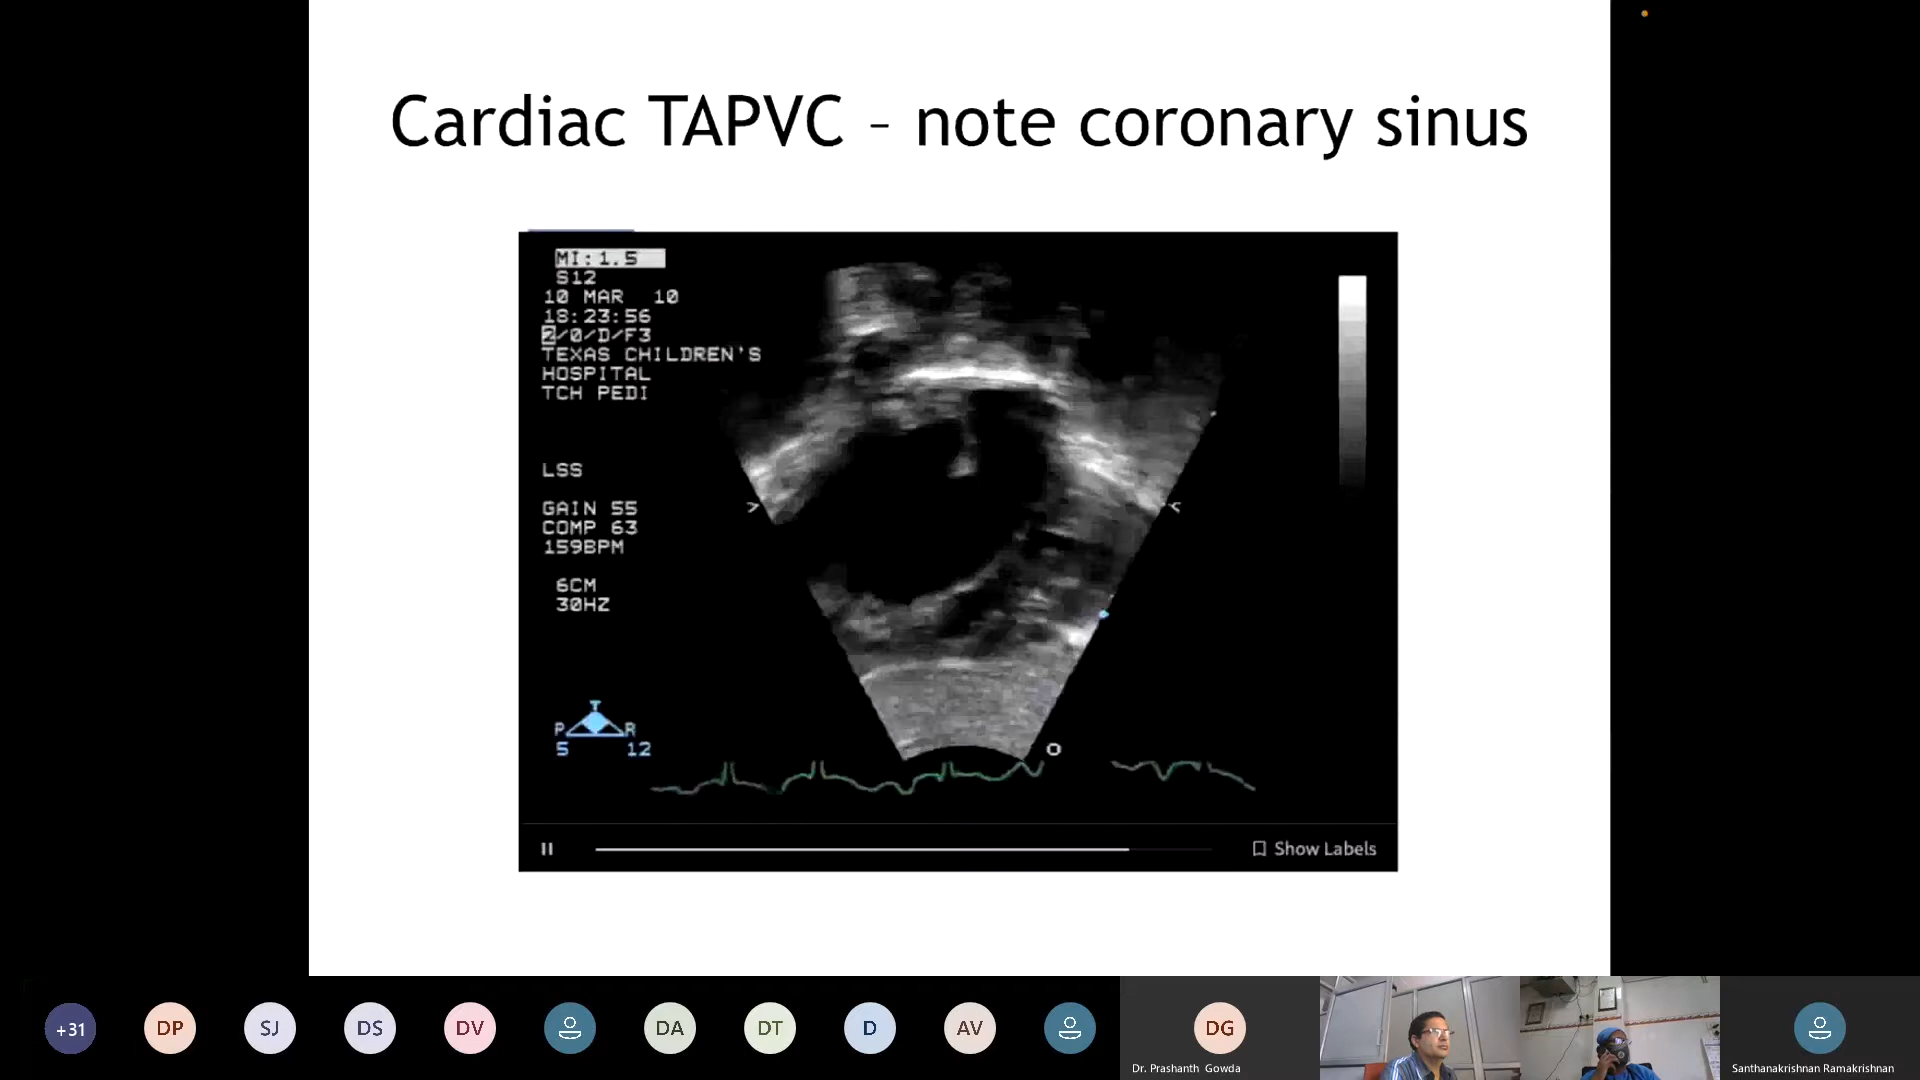 Cardiac TAPVC – note coronary sinus
MI:1.5
S12
10 MAR 10
18:23:56
2/0/D/F3
TEXAS CHILDREN'S
HOSPITAL
TCH PEDI
LSS
GAIN 55
COMP 63
159BPM
6CM
30HZ
T
P R
5 12
Show Labels
+31
DP
SJ
DS
DV
DA
DT
D
AV
DG
Dr. Prashanth Gowda
Santhanakrishnan Ramakrishnan